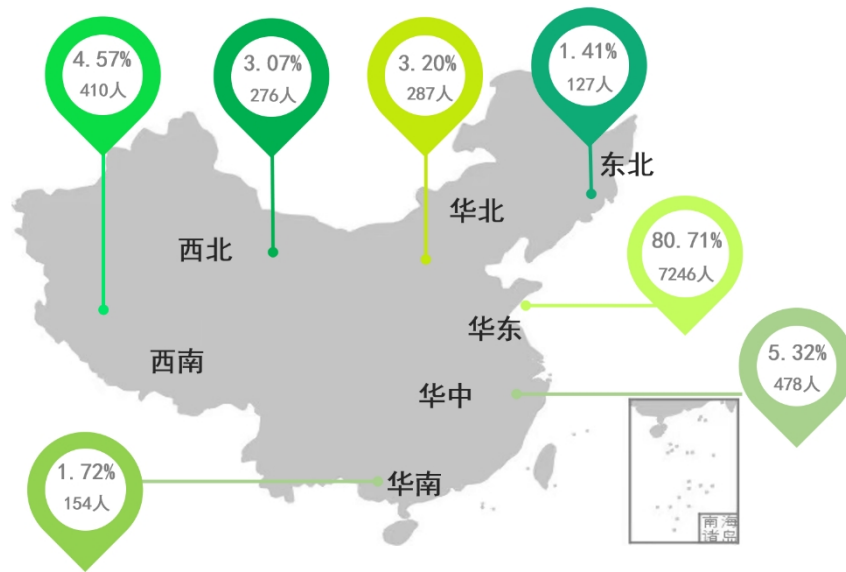 4.57%
410人
3.07%
276人
3.20%
287人
1.41%
127人
东北
华北
西北
80.71%
7246人
华东
西南
5.32%
478人
华中
1.72%
154人
华南
南海
诸岛